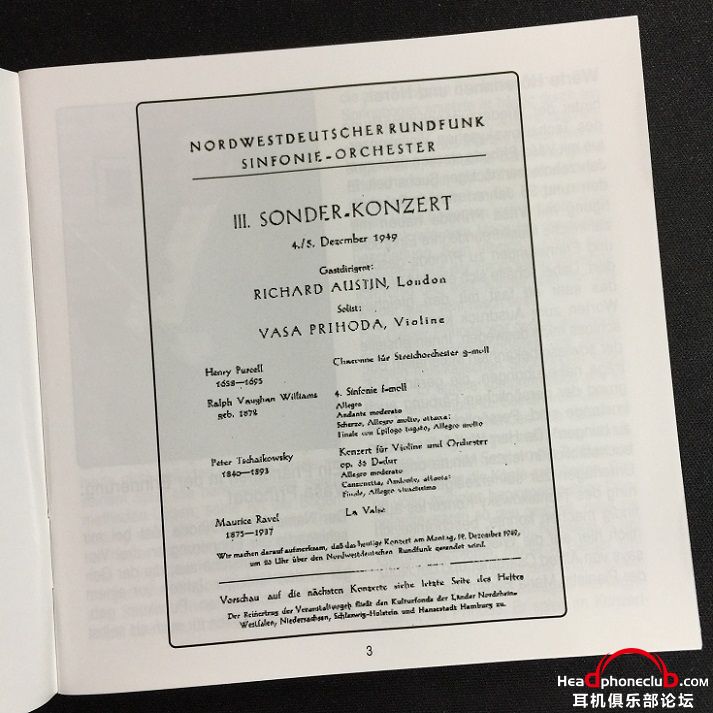 NORDWESTDEUTSCHER RUNDFUNK
SINFONIE-ORCHESTER
III. SONDER-KONZERT
4./5. Dezember 1949
Gastdirigent:
RICHARD AUSTIN, London
Solist:
VASA PRIHODA, Violine
Henry Purcell
1658—1695
Chaconne für Streichorchester g-moll
Ralph Vaughan Williams
geb. 1872
4. Sinfonie f-moll
Allegro
Andante moderato
Scherzo, Allegro molto, attacca:
Finale con Epilogo fugato, Allegro molto
Peter Tschaikowsky
1840—1893
Konzert für Violine und Orchester
op. 35 D-dur
Allegro moderato
Canzonetta, Andante, attacca:
Finale, Allegro vivacissimo
Maurice Ravel
1875—1937
La Valse
Wir machen darauf aufmerksam, daß das heutige Konzert am Montag, Dezember 1949,
um 23 Uhr über den Nordwestdeutschen Rundfunk gesendet wird.
Vorschau auf die nächsten Konzerte siehe letzte Seite des Heftes
Der Reinertrag der fließt den Kulturfonds der Länder Nordrhein-
Westfalen, Niedersachsen, Schleswig-Holstein und Hansestadt Hamburg zu.
3
Headphoneclub.com
耳机俱乐部论坛